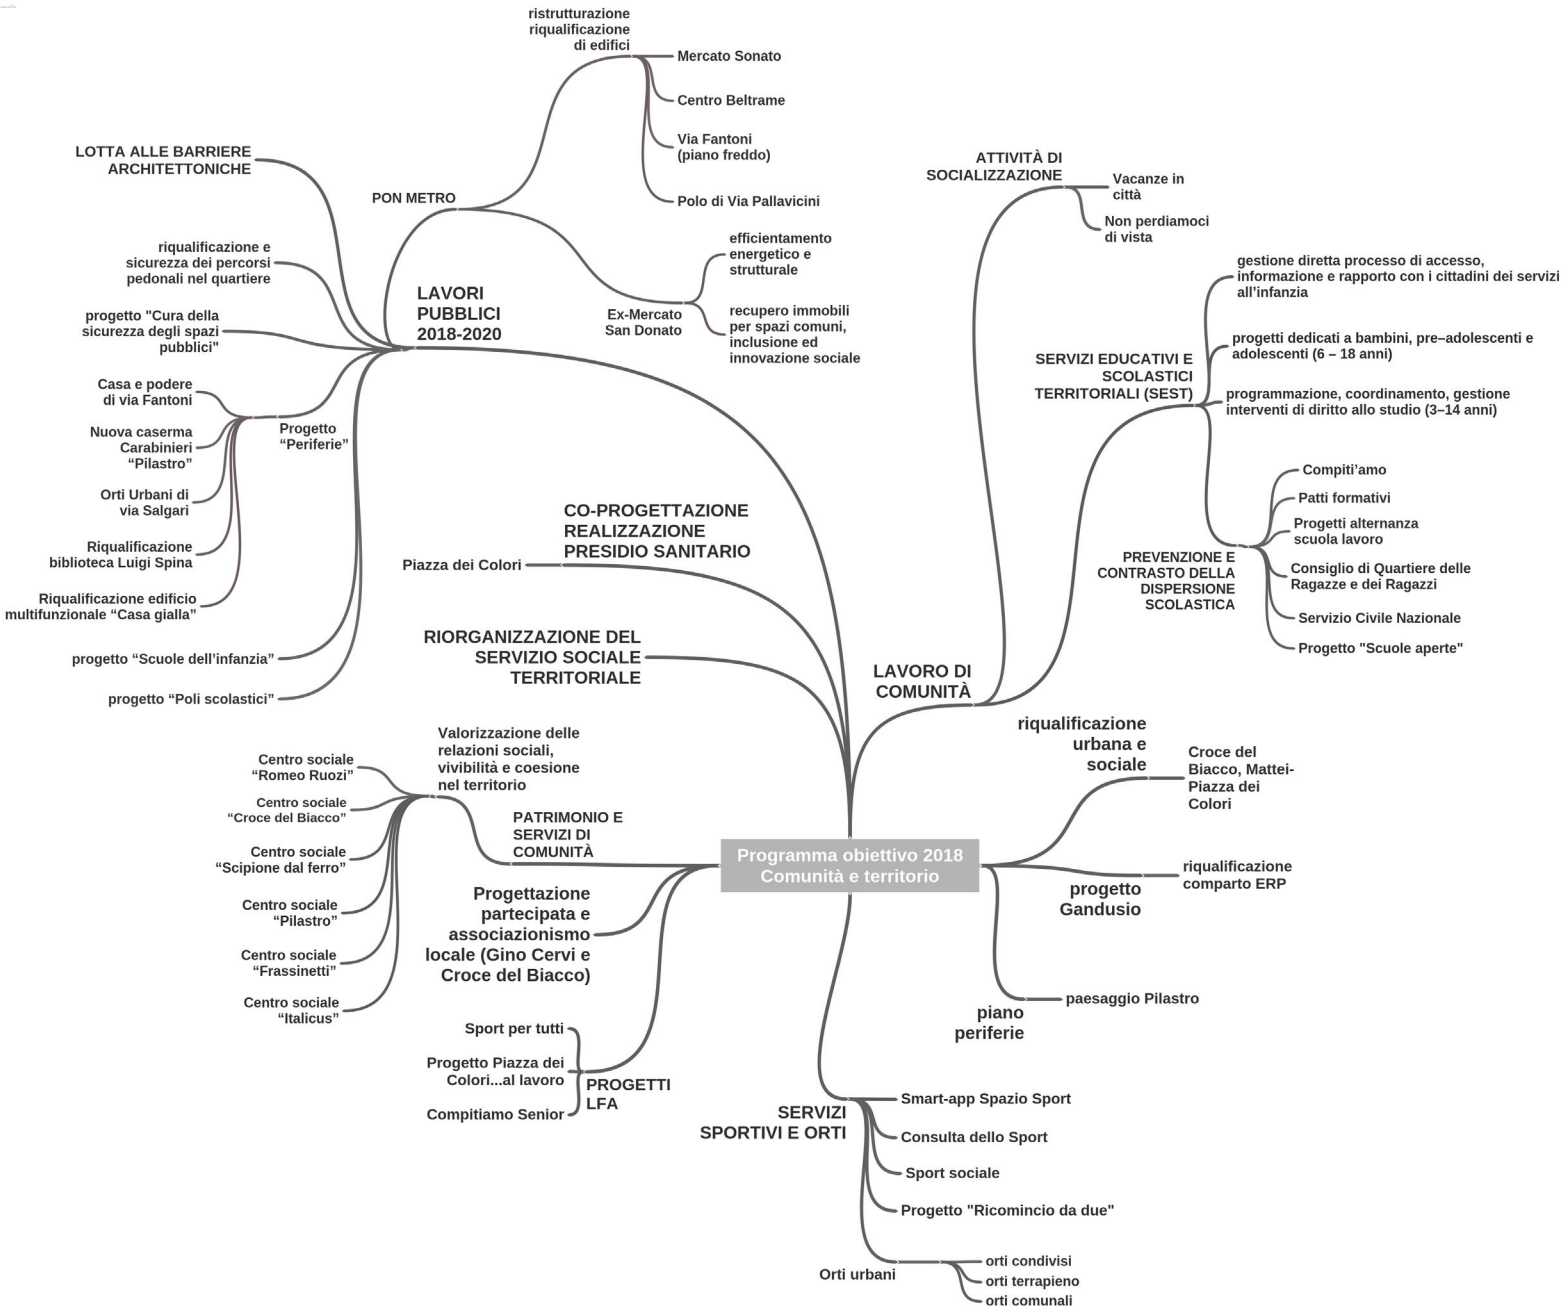 ristrutturazione
riqualificazione
di edifici
Mercato Sonato
Centro Beltrame
Via Fantoni
(piano freddo)
Polo di Via Pallavicini
PON METRO
efficientamento
energetico e
strutturale
Ex-Mercato
San Donato
recupero immobili
per spazi comuni,
inclusione ed
innovazione sociale
LOTTA ALLE BARRIERE
ARCHITETTONICHE
riqualificazione e
sicurezza dei percorsi
pedonali nel quartiere
progetto "Cura della
sicurezza degli spazi
pubblici"
LAVORI
PUBBLICI
2018-2020
Casa e podere
di via Fantoni
Nuova caserma
Carabinieri
“Pilastro”
Orti Urbani di
via Salgari
Riqualificazione
biblioteca Luigi Spina
Riqualificazione edificio
multifunzionale “Casa gialla”
Progetto
“Periferie”
progetto “Scuole dell’infanzia”
progetto “Poli scolastici”
CO-PROGETTAZIONE
REALIZZAZIONE
PRESIDIO SANITARIO
Piazza dei Colori
RIORGANIZZAZIONE DEL
SERVIZIO SOCIALE
TERRITORIALE
ATTIVITÀ DI
SOCIALIZZAZIONE
Vacanze in
città
Non perdiamoci
di vista
gestione diretta processo di accesso,
informazione e rapporto con i cittadini dei servizi
all’infanzia
progetti dedicati a bambini, pre–adolescenti e
adolescenti (6 – 18 anni)
SERVIZI EDUCATIVI E
SCOLASTICI
TERRITORIALI (SEST)
programmazione, coordinamento, gestione
interventi di diritto allo studio (3–14 anni)
Compiti’amo
Patti formativi
Progetti alternanza
scuola lavoro
PREVENZIONE E
CONTRASTO DELLA
DISPERSIONE
SCOLASTICA
Consiglio di Quartiere delle
Ragazze e dei Ragazzi
Servizio Civile Nazionale
Progetto "Scuole aperte"
LAVORO DI
COMUNITÀ
riqualificazione
urbana e
sociale
Croce del
Biacco, Mattei-
Piazza dei
Colori
progetto
Gandusio
riqualificazione
comparto ERP
piano
periferie
paesaggio Pilastro
Programma obiettivo 2018
Comunità e territorio
Valorizzazione delle
relazioni sociali,
vivibilità e coesione
nel territorio
PATRIMONIO E
SERVIZI DI
COMUNITÀ
Centro sociale
“Romeo Ruozi”
Centro sociale
“Croce del Biacco”
Centro sociale
“Scipione dal ferro”
Centro sociale
“Pilastro”
Centro sociale
“Frassinetti”
Centro sociale
“Italicus”
Progettazione
partecipata e
associazionismo
locale (Gino Cervi e
Croce del Biacco)
Sport per tutti
Progetto Piazza dei
Colori...al lavoro
Compitiamo Senior
PROGETTI
LFA
SERVIZI
SPORTIVI E ORTI
Smart-app Spazio Sport
Consulta dello Sport
Sport sociale
Progetto "Ricomincio da due"
Orti urbani
orti condivisi
orti terrapieno
orti comunali